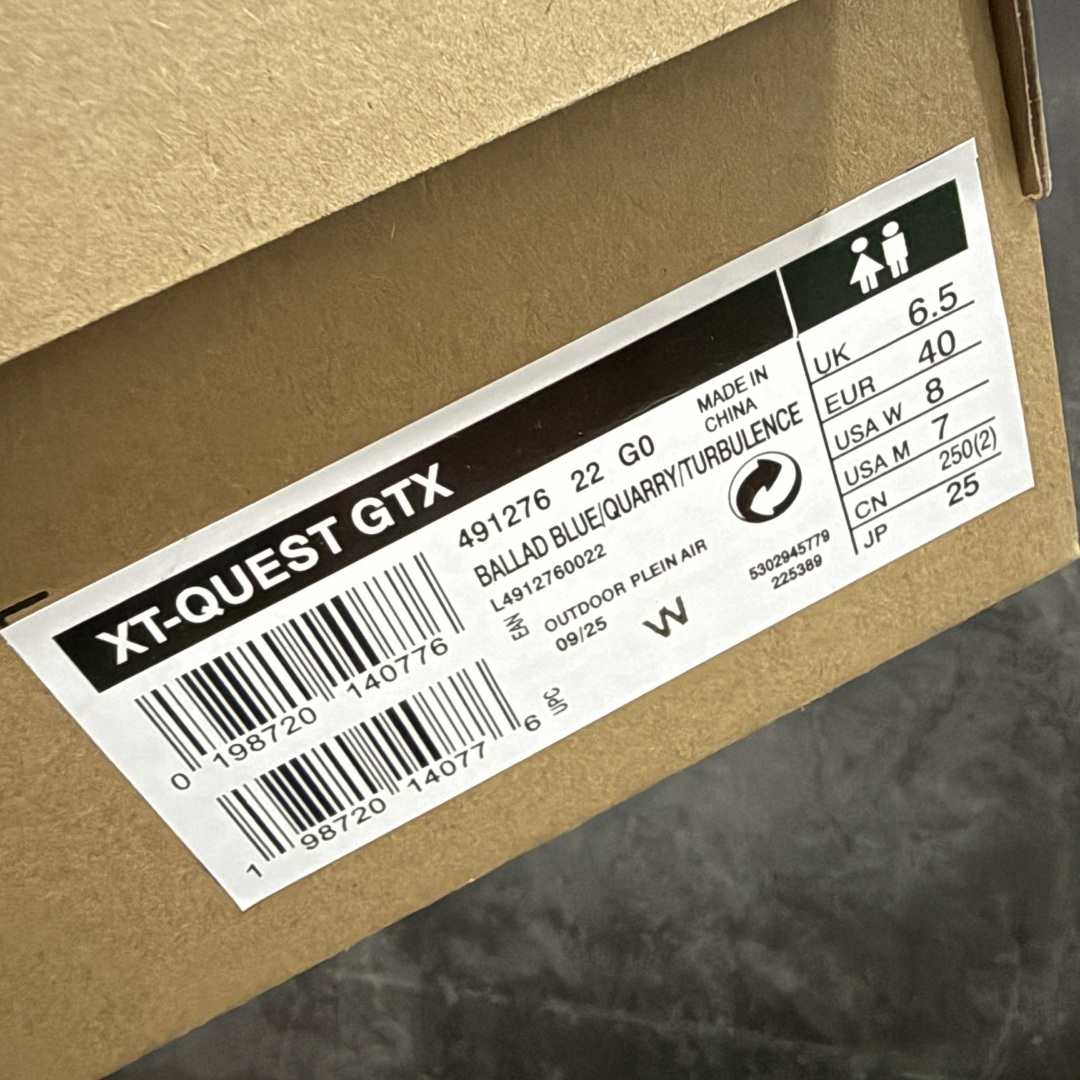 XT-QUEST GTX
491276 22 G0
MADE IN
CHINA
BALLAD BLUE/QUARRY/TURBULENCE
L4912760022
EAN
OUTDOOR PLEIN AIR
09/25
W
5302945779
225389
0 198720 140776
1 98720 14077 6
UPC
UK 6.5
EUR 40
USA W 8
USA M 7
CN 250(2)
JP 25